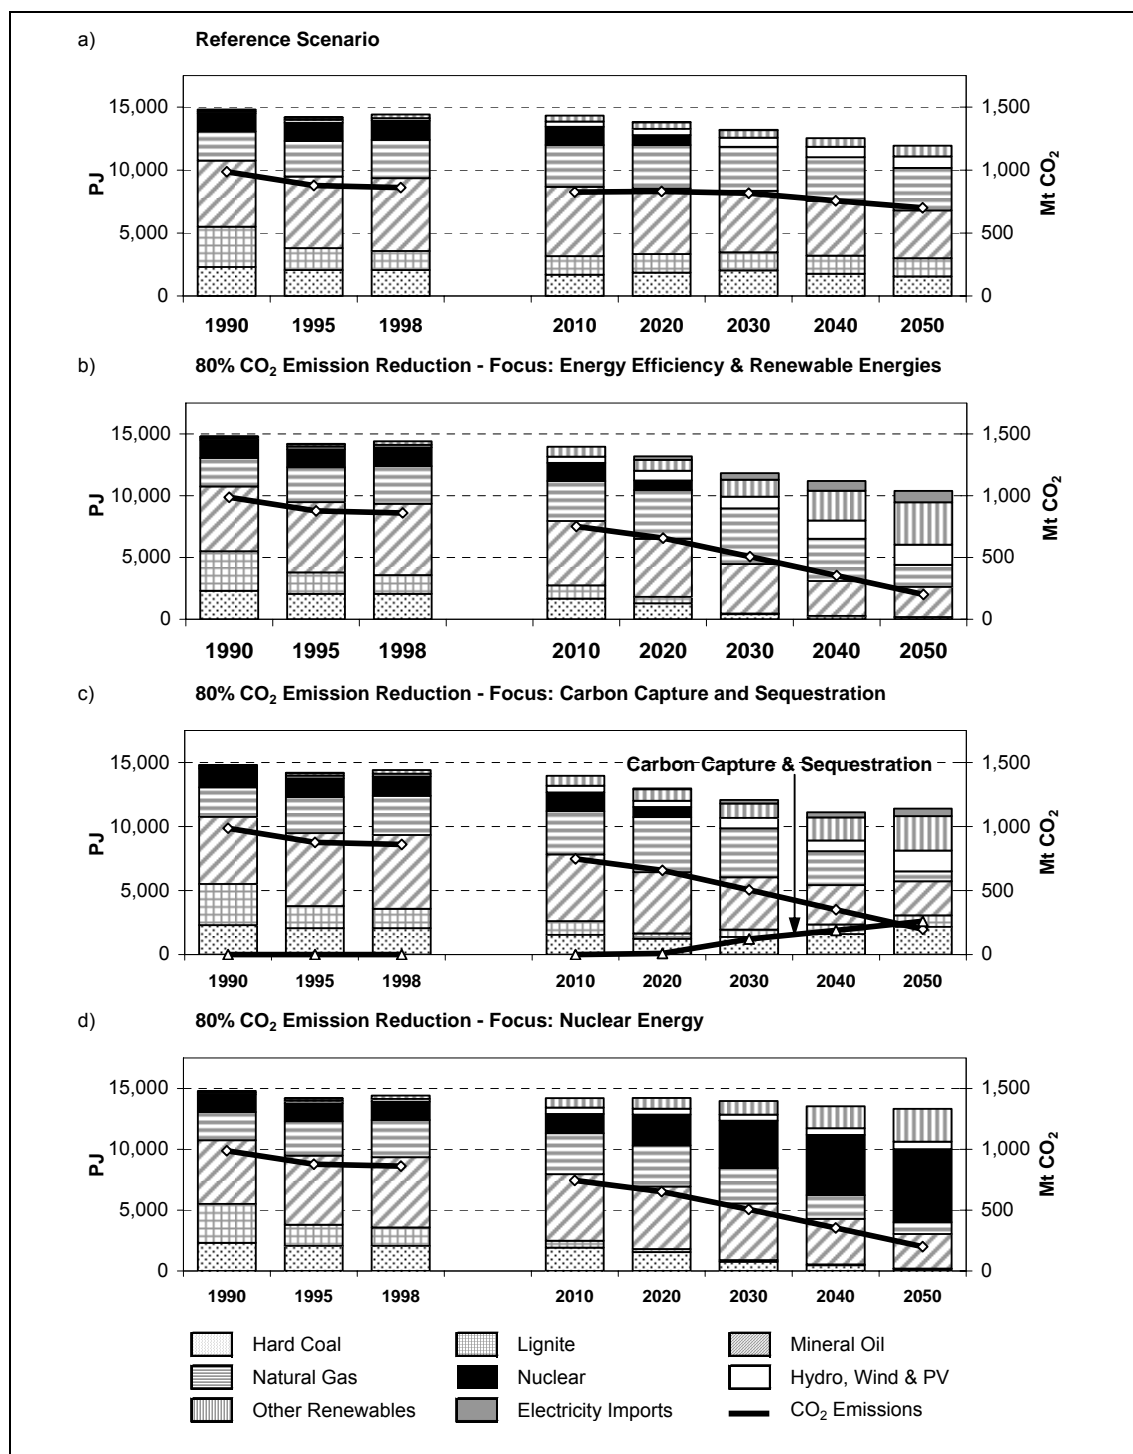 a) Reference Scenario
15,000 1,500
10,000 1,000
5,000 500
0 0
PJ
Mt CO₂
1990 1995 1998 2010 2020 2030 2040 2050
b) 80% CO₂ Emission Reduction - Focus: Energy Efficiency & Renewable Energies
15,000 1,500
10,000 1,000
5,000 500
0 0
PJ
Mt CO₂
1990 1995 1998 2010 2020 2030 2040 2050
c) 80% CO₂ Emission Reduction - Focus: Carbon Capture and Sequestration
15,000 1,500
Carbon Capture & Sequestration
10,000 1,000
5,000 500
0 0
PJ
Mt CO₂
1990 1995 1998 2010 2020 2030 2040 2050
d) 80% CO₂ Emission Reduction - Focus: Nuclear Energy
15,000 1,500
10,000 1,000
5,000 500
0 0
PJ
Mt CO₂
1990 1995 1998 2010 2020 2030 2040 2050
Hard Coal Lignite Mineral Oil
Natural Gas Nuclear Hydro, Wind & PV
Other Renewables Electricity Imports CO₂ Emissions